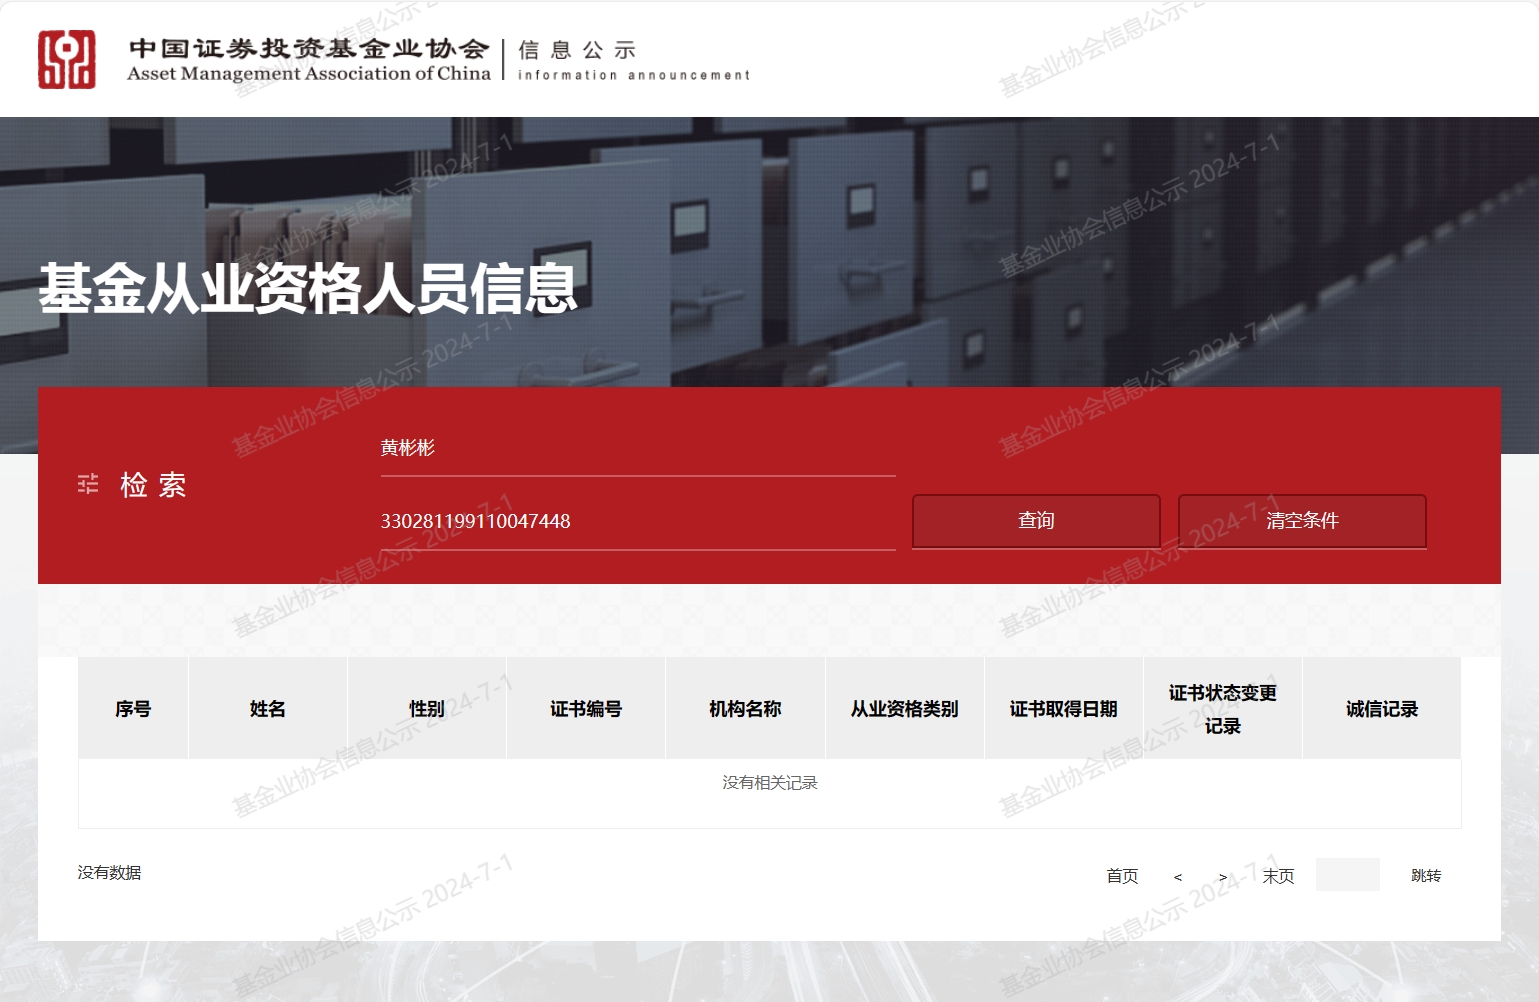 中国证券投资基金业协会
信息公示
Asset Management Association of China
information announcement
基金从业资格人员信息
检索
黄彬彬
330281199110047448
查询
清空条件
序号 姓名 性别 证书编号 机构名称 从业资格类别 证书取得日期 证书状态变更记录 诚信记录
没有相关记录
没有数据
首页 < > 末页 跳转
基金业协会信息公示 2024-7-1